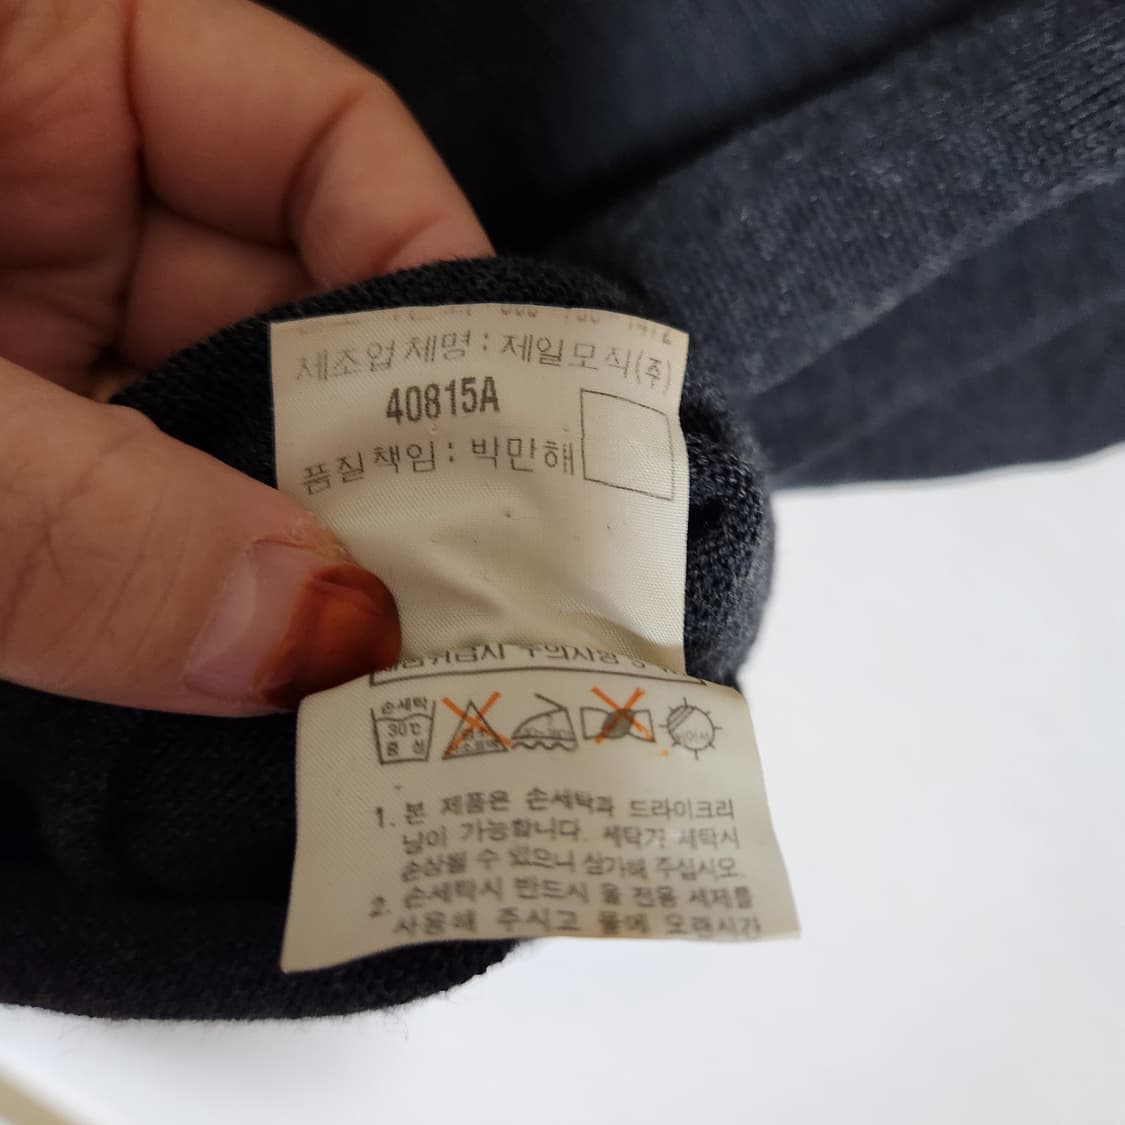 제조업체명 : 제일모직(주)
40815A
품질책임 : 박만해
손세탁
30℃
중 성
1. 본 제품은 손세탁과 드라이크리
닝이 가능합니다. 세탁기 세탁시
손상될 수 있으니 삼가해 주십시오.
2. 손세탁시 반드시 울 전용 세제를
사용해 주시고 물에 오랜시간